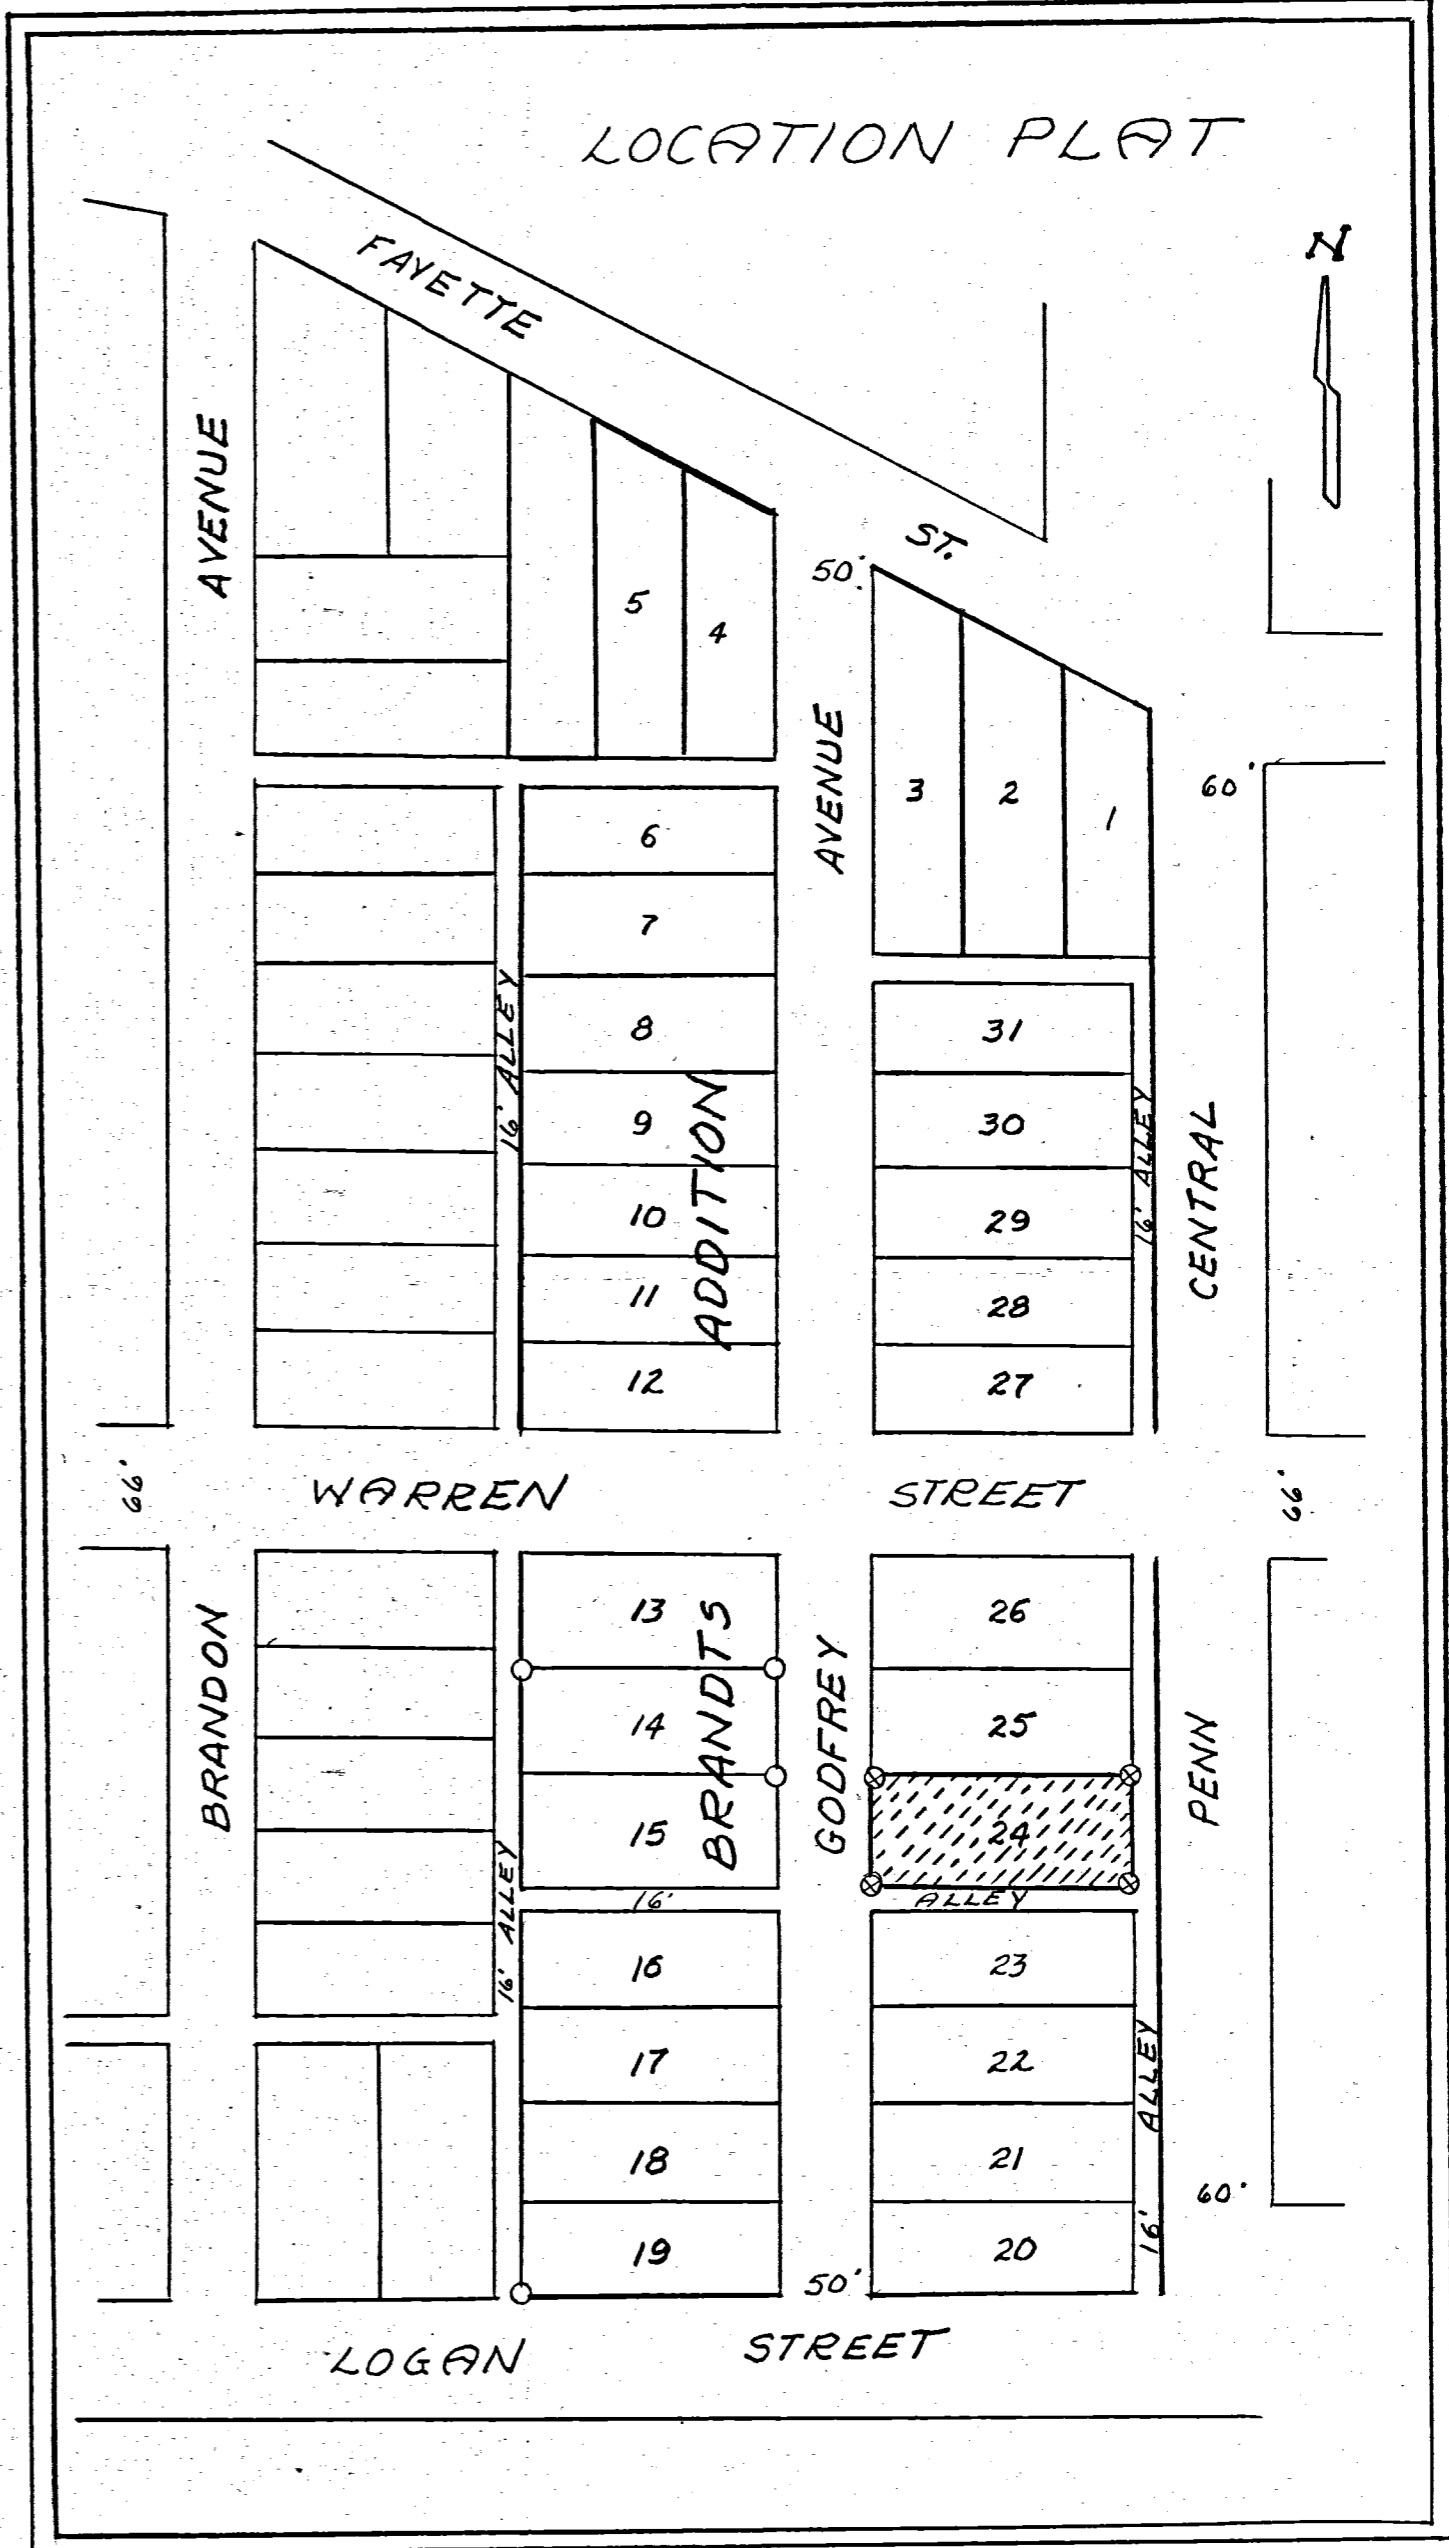 LOCATION PLAT
N
FAYETTE
ST.
AVENUE
50'
5
4
AVENUE
3
2
1
60'
6
7
8
9
10
11
12
16' ALLEY
ADDITION
31
30
29
28
27
16' ALLEY
CENTRAL
66'
WARREN STREET
66'
BRANDON
13
14
15
BRANDTS
GODFREY
26
25
24
PENN
16' ALLEY
16'
ALLEY
16
17
18
19
23
22
21
20
16' ALLEY
60'
50'
LOGAN STREET